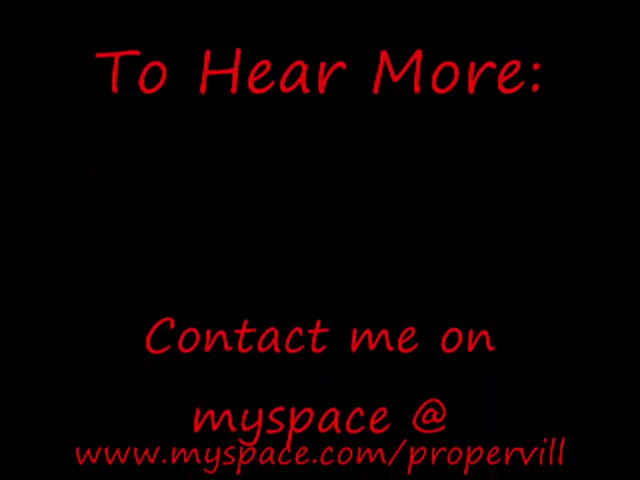 To Hear More:
Contact me on
myspace @
www.myspace.com/propervill